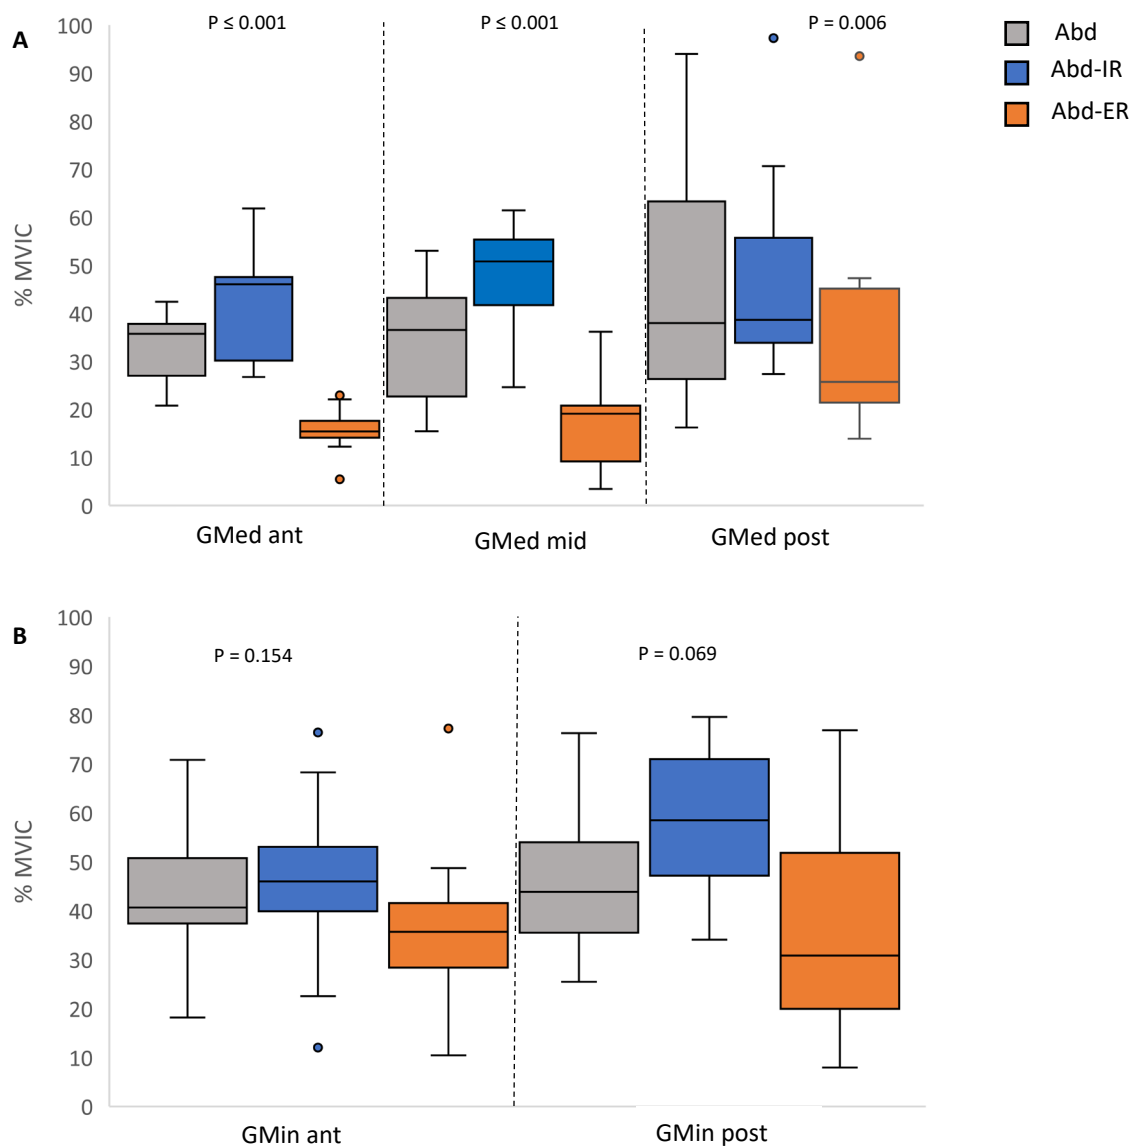 A
P ≤ 0.001
P ≤ 0.001
P = 0.006
Abd
Abd-IR
Abd-ER
% MVIC
100
90
80
70
60
50
40
30
20
10
0
GMed ant
GMed mid
GMed post
B
P = 0.154
P = 0.069
% MVIC
100
90
80
70
60
50
40
30
20
10
0
GMin ant
GMin post